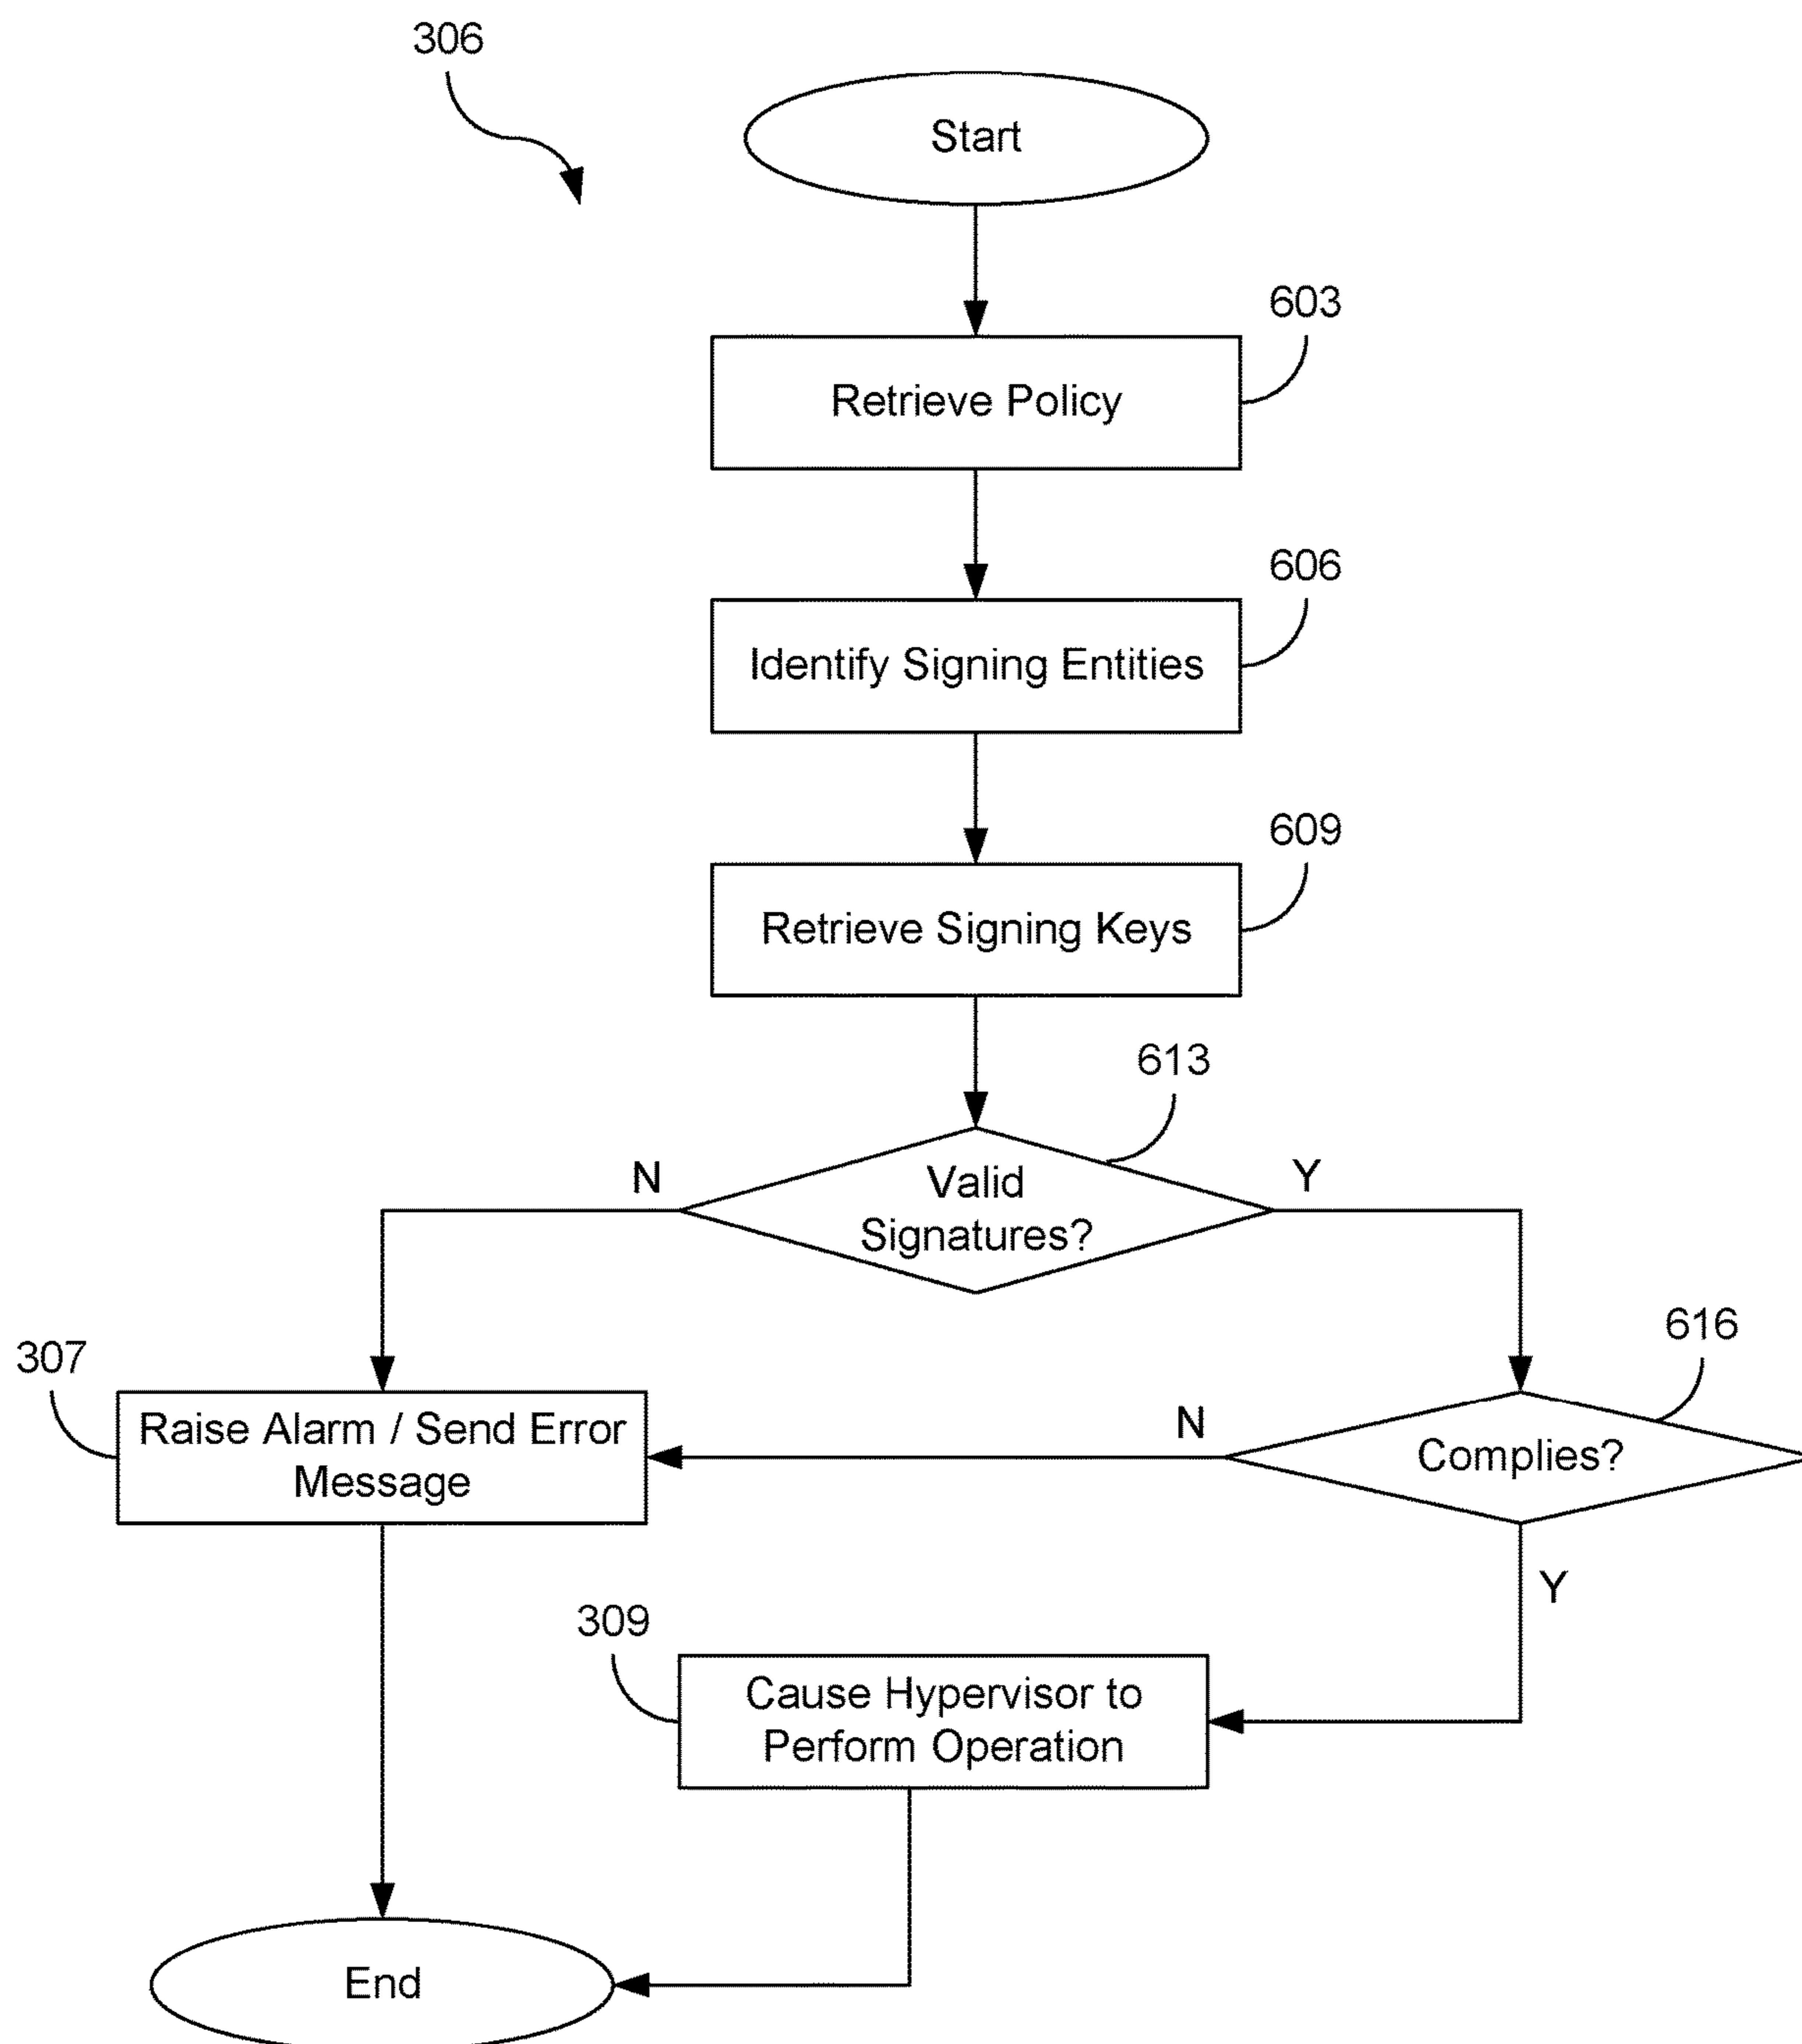 306
Start
603
Retrieve Policy
606
Identify Signing Entities
609
Retrieve Signing Keys
613
N
Valid
Signatures?
Y
307
Raise Alarm / Send Error
Message
N
616
Complies?
Y
309
Cause Hypervisor to
Perform Operation
End